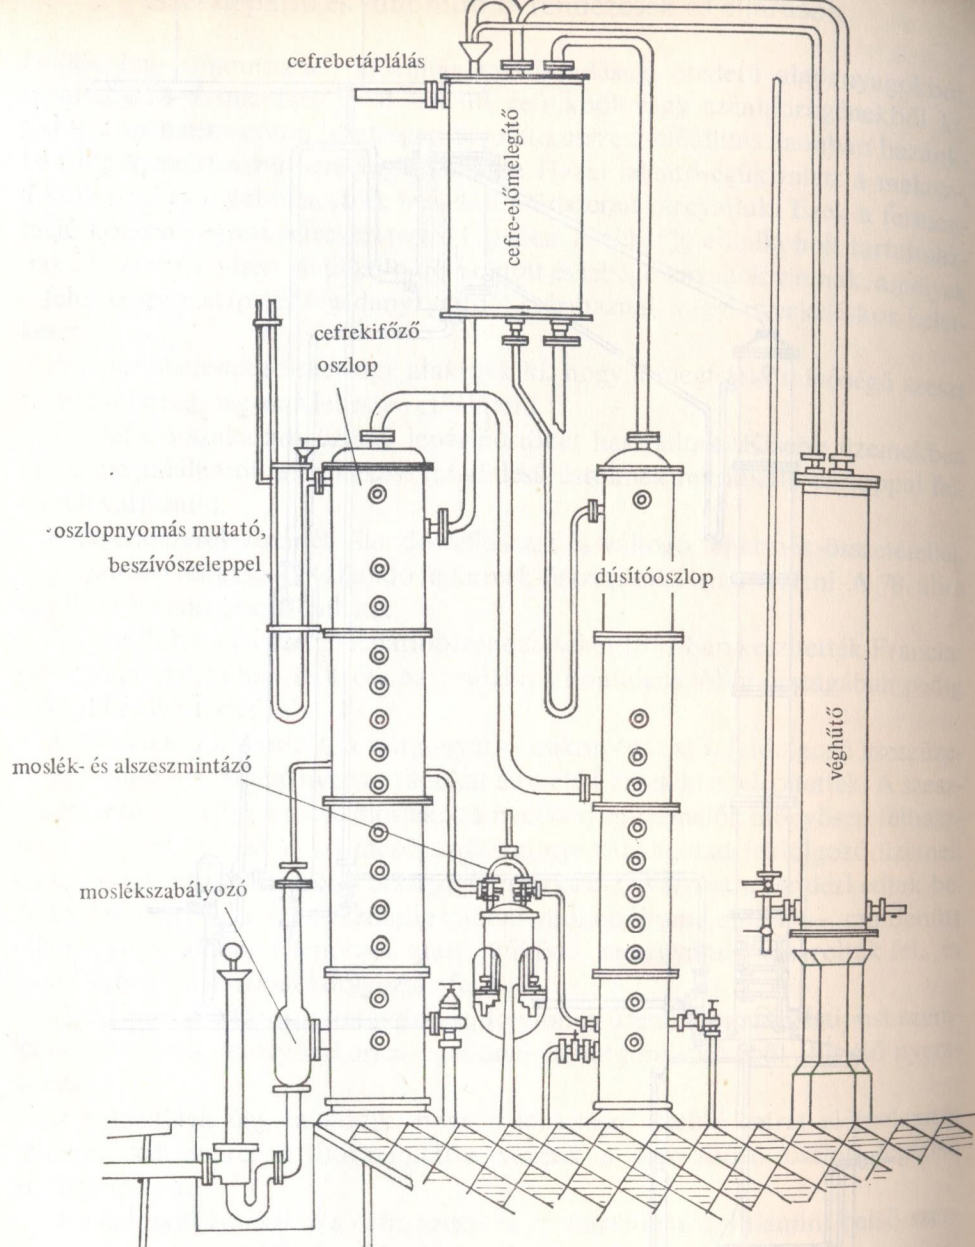 cefrebetáplálás
cefre-előmelegítő
cefrekifőző
oszlop
oszlopnyomás mutató,
beszívószeleppel
dúsítóoszlop
véghűtő
moslék- és alszeszmintázó
moslékszabályozó